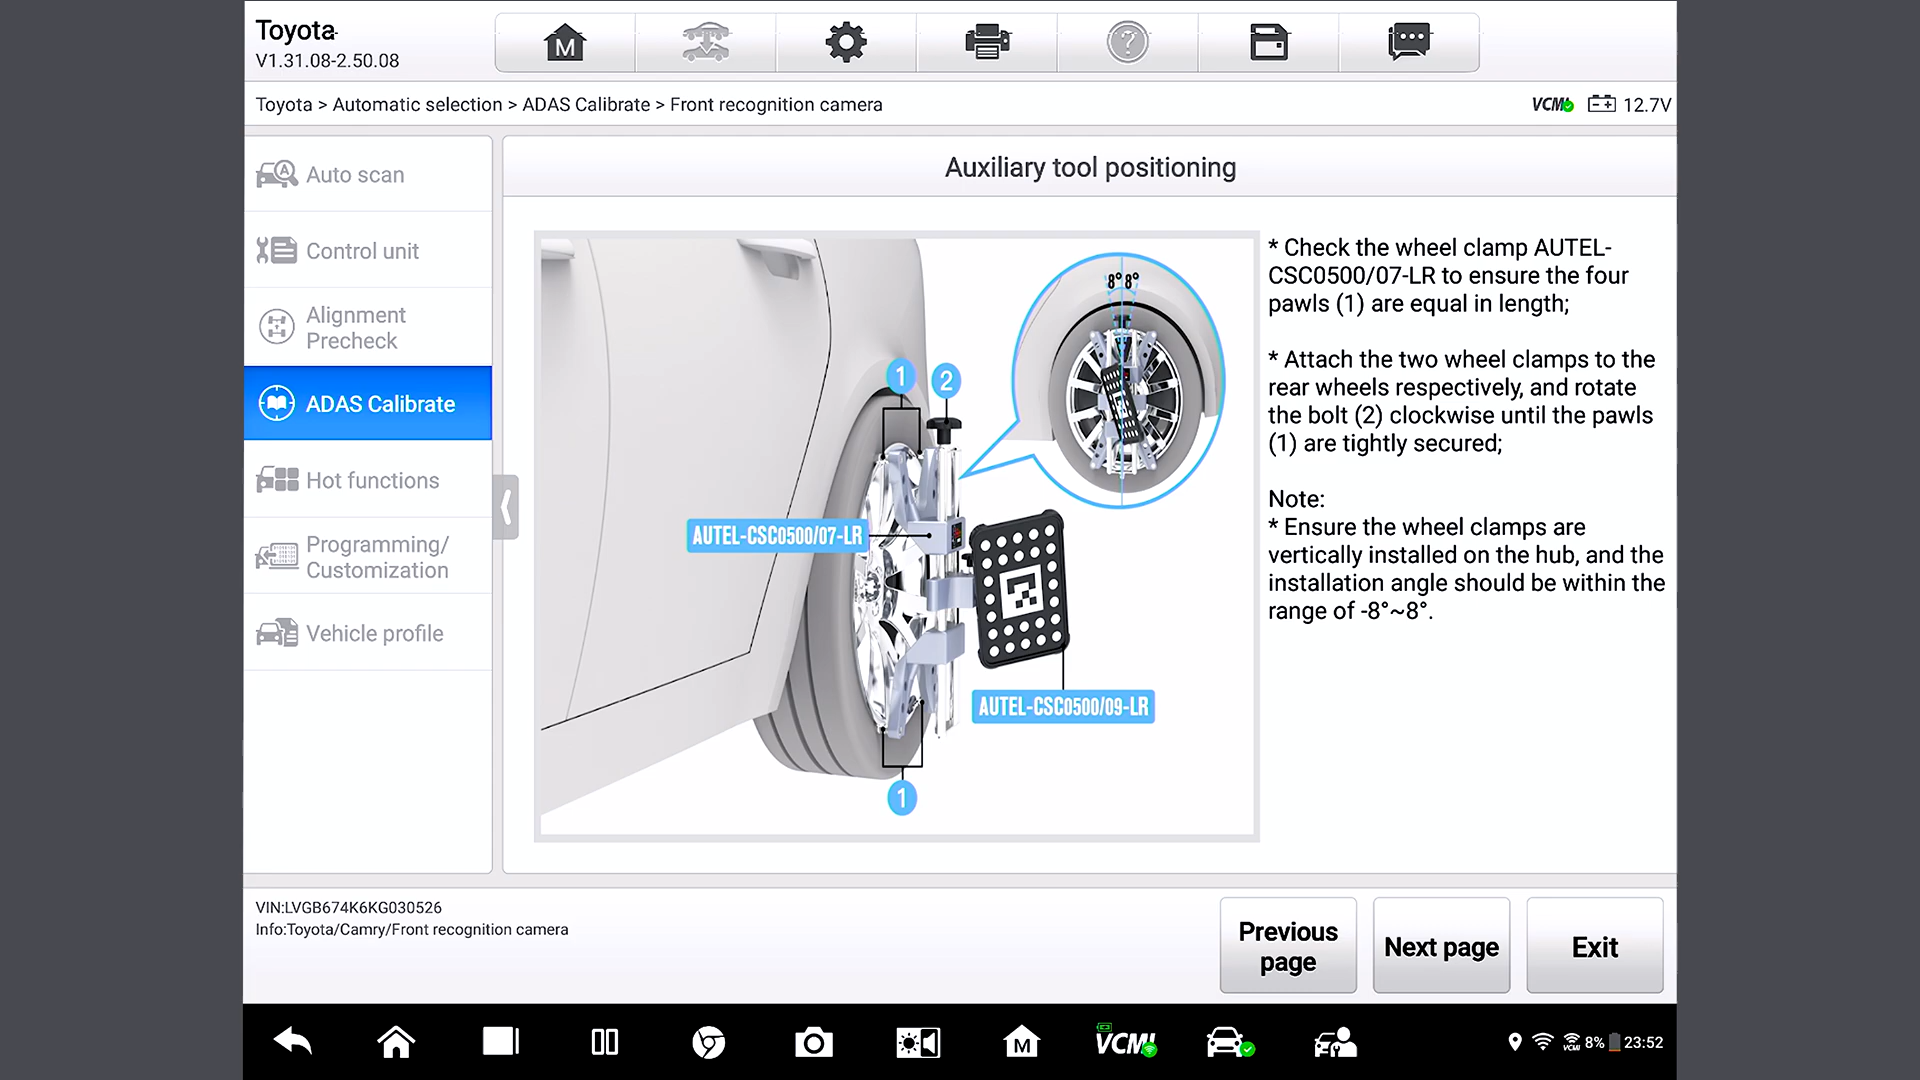 Toyota
V1.31.08-2.50.08
M
A
?
Toyota > Automatic selection > ADAS Calibrate > Front recognition camera
VCMI
12.7V
Auto scan
Control unit
Alignment
Precheck
ADAS Calibrate
Hot functions
Programming/
Customization
Vehicle profile
Auxiliary tool positioning
8° 8°
1
2
AUTEL-CSC0500/07-LR
AUTEL-CSC0500/09-LR
1
* Check the wheel clamp AUTEL-
CSC0500/07-LR to ensure the four
pawls (1) are equal in length;
* Attach the two wheel clamps to the
rear wheels respectively, and rotate
the bolt (2) clockwise until the pawls
(1) are tightly secured;
Note:
* Ensure the wheel clamps are
vertically installed on the hub, and the
installation angle should be within the
range of -8°~8°.
VIN:LVGB674K6KG030526
Info:Toyota/Camry/Front recognition camera
Previous
page
Next page
Exit
M
VCMI
VCMI
8%
23:52